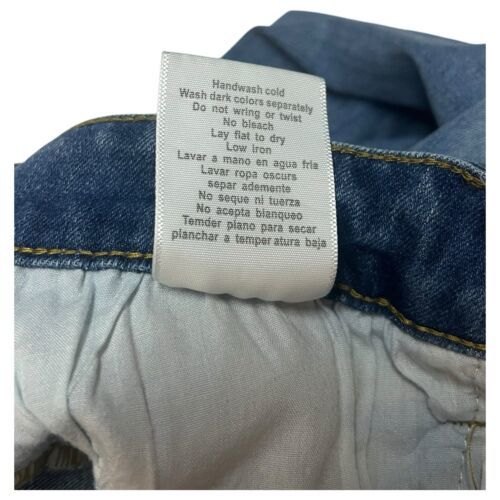 Handwash cold
Wash dark colors separately
Do not wring or twist
No bleach
Lay flat to dry
Low iron
Lavar a mano en agua fria
Lavar ropa oscurs
separ ademente
No seque ni tuerza
No acepta blanqueo
Temder piano para secar
planchar a temper atura baja